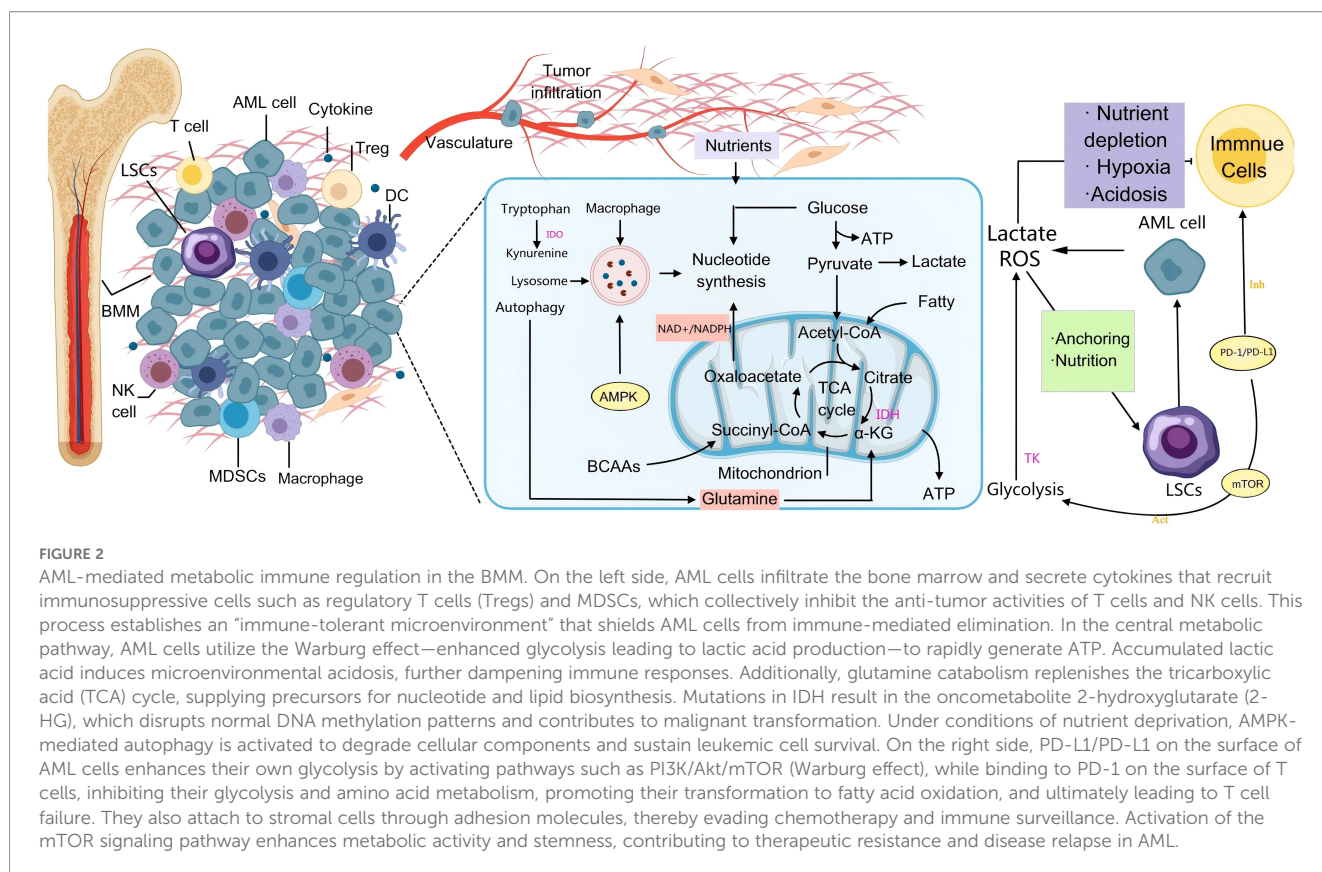 AML cell
Cytokine
T cell
Treg
LSCs
DC
BMM
NK
cell
MDSCs
Macrophage
Tumor
infiltration
Vasculature
Nutrients
Tryptophan
IDO
Kynurenine
Lysosome
Autophagy
Macrophage
AMPK
Nucleotide
synthesis
Glucose
ATP
Pyruvate
Lactate
Fatty
NAD+/NADPH
Acetyl-CoA
Oxaloacetate
TCA
cycle
Citrate
IDH
Succinyl-CoA
α-KG
BCAAs
Mitochondrion
Glutamine
ATP
· Nutrient
depletion
· Hypoxia
·Acidosis
Immnue
Cells
AML cell
Lactate
ROS
Inh
·Anchoring
·Nutrition
PD-1/PD-L1
TK
Glycolysis
LSCs
mTOR
Act
FIGURE 2
AML-mediated metabolic immune regulation in the BMM. On the left side, AML cells infiltrate the bone marrow and secrete cytokines that recruit
immunosuppressive cells such as regulatory T cells (Tregs) and MDSCs, which collectively inhibit the anti-tumor activities of T cells and NK cells. This
process establishes an “immune-tolerant microenvironment” that shields AML cells from immune-mediated elimination. In the central metabolic
pathway, AML cells utilize the Warburg effect—enhanced glycolysis leading to lactic acid production—to rapidly generate ATP. Accumulated lactic
acid induces microenvironmental acidosis, further dampening immune responses. Additionally, glutamine catabolism replenishes the tricarboxylic
acid (TCA) cycle, supplying precursors for nucleotide and lipid biosynthesis. Mutations in IDH result in the oncometabolite 2-hydroxyglutarate (2-
HG), which disrupts normal DNA methylation patterns and contributes to malignant transformation. Under conditions of nutrient deprivation, AMPK-
mediated autophagy is activated to degrade cellular components and sustain leukemic cell survival. On the right side, PD-L1/PD-L1 on the surface of
AML cells enhances their own glycolysis by activating pathways such as PI3K/Akt/mTOR (Warburg effect), while binding to PD-1 on the surface of T
cells, inhibiting their glycolysis and amino acid metabolism, promoting their transformation to fatty acid oxidation, and ultimately leading to T cell
failure. They also attach to stromal cells through adhesion molecules, thereby evading chemotherapy and immune surveillance. Activation of the
mTOR signaling pathway enhances metabolic activity and stemness, contributing to therapeutic resistance and disease relapse in AML.